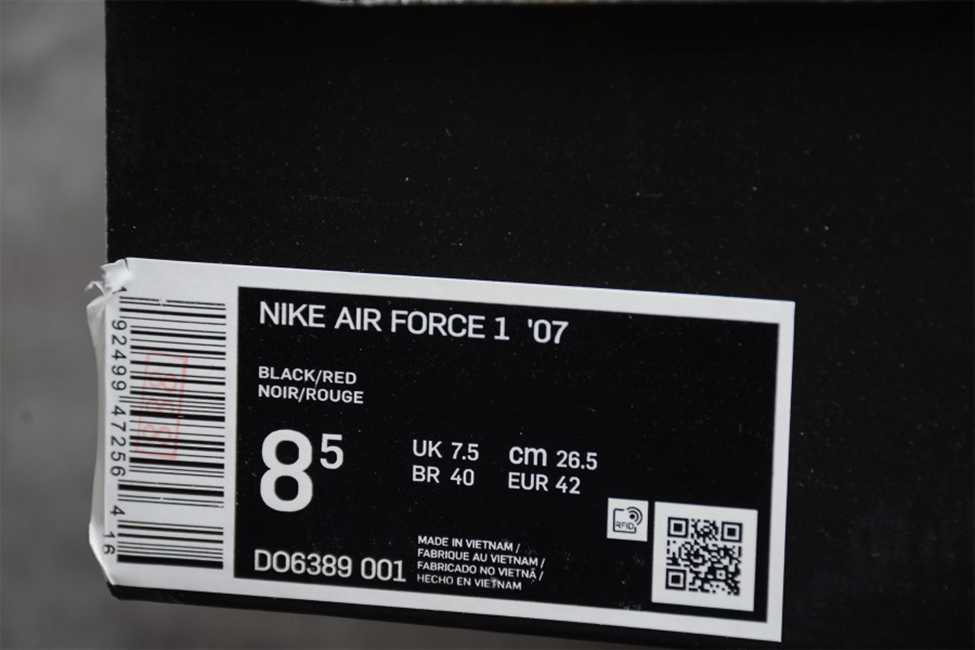 NIKE AIR FORCE 1 '07
BLACK/RED
NOIR/ROUGE
8 5
UK 7.5 cm 26.5
BR 40 EUR 42
RFID
DO6389 001
MADE IN VIETNAM /
FABRIQUE AU VIETNAM /
FABRICADO NO VIETNÃ /
HECHO EN VIETNAM
92499 47256 4 16